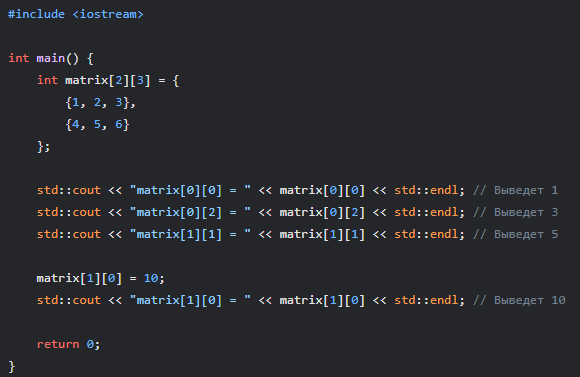 #include <iostream>

int main() {
    int matrix[2][3] = {
        {1, 2, 3},
        {4, 5, 6}
    };

    std::cout << "matrix[0][0] = " << matrix[0][0] << std::endl; // Выведет 1
    std::cout << "matrix[0][2] = " << matrix[0][2] << std::endl; // Выведет 3
    std::cout << "matrix[1][1] = " << matrix[1][1] << std::endl; // Выведет 5

    matrix[1][0] = 10;
    std::cout << "matrix[1][0] = " << matrix[1][0] << std::endl; // Выведет 10

    return 0;
}